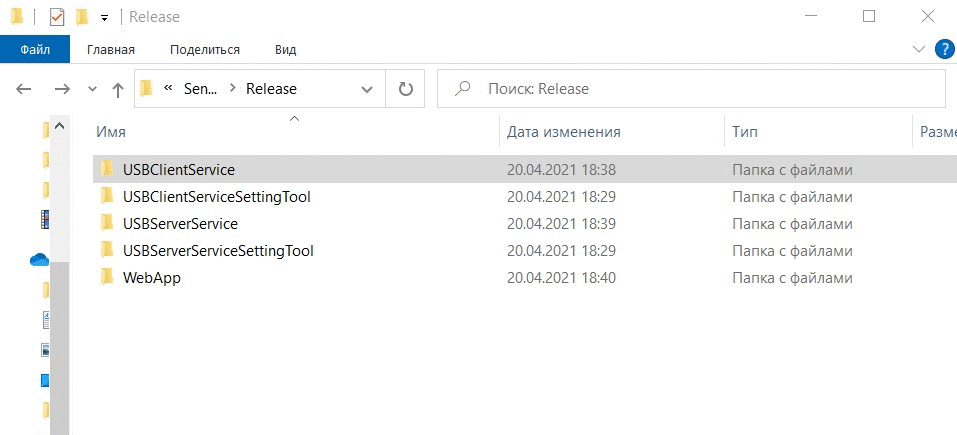 Release
Файл Главная Поделиться Вид ?
« Sen... > Release Поиск: Release
Имя Дата изменения Тип
USBClientService 20.04.2021 18:38 Папка с файлами
USBClientServiceSettingTool 20.04.2021 18:29 Папка с файлами
USBServerService 20.04.2021 18:39 Папка с файлами
USBServerServiceSettingTool 20.04.2021 18:29 Папка с файлами
WebApp 20.04.2021 18:40 Папка с файлами